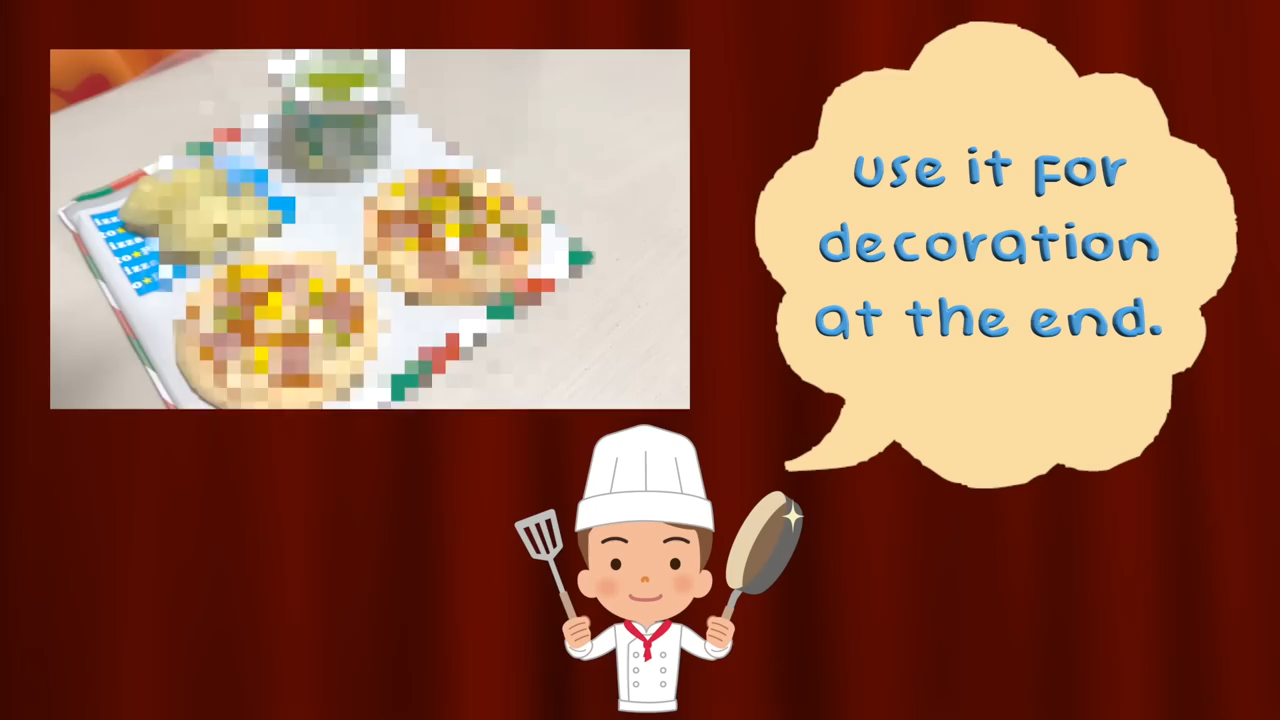 use it for
decoration
at the end.